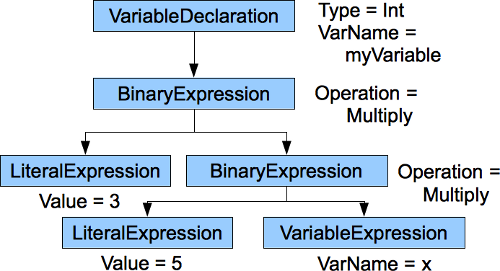 VariableDeclaration
Type = Int
VarName =
myVariable
BinaryExpression
Operation =
Multiply
LiteralExpression
Value = 3
BinaryExpression
Operation =
Multiply
LiteralExpression
Value = 5
VariableExpression
VarName = x